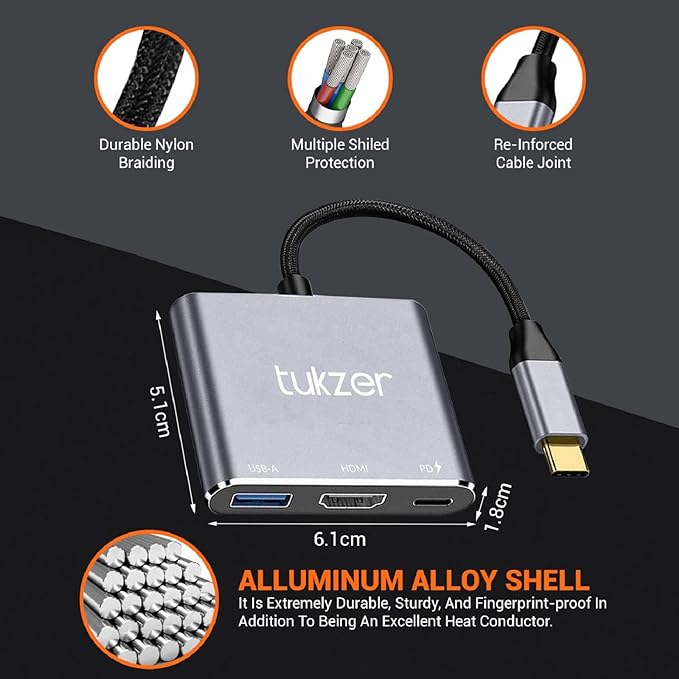 Durable Nylon
Braiding
Multiple Shiled
Protection
Re-Inforced
Cable Joint
tukzer
USB-A
HDMI
PD
5.1cm
6.1cm
1.8cm
ALLUMINUM ALLOY SHELL
It Is Extremely Durable, Sturdy, And Fingerprint-proof In
Addition To Being An Excellent Heat Conductor.